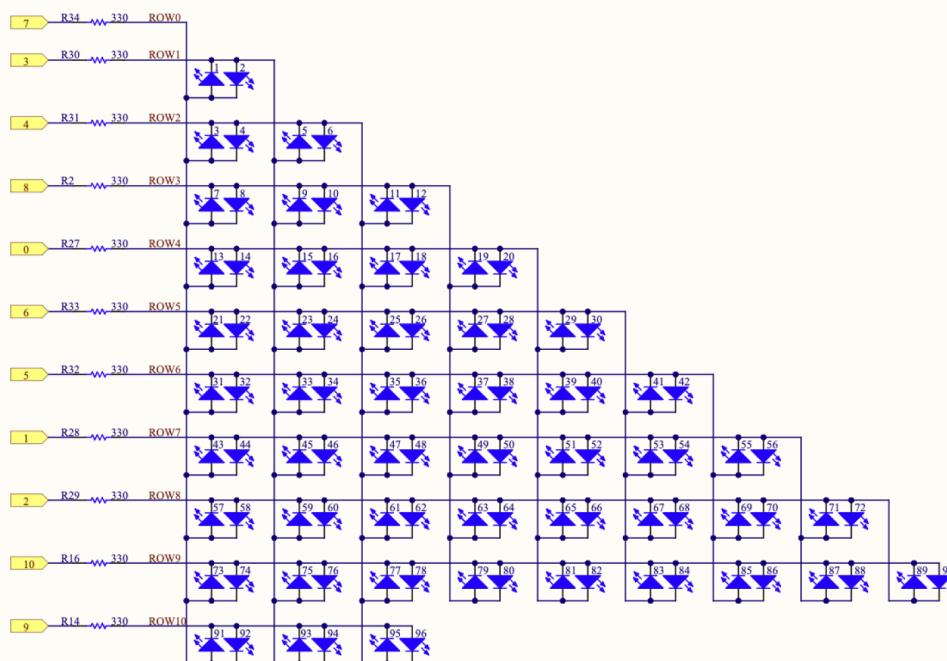 7 R34 330 ROW0
3 R30 330 ROW1
1 2
4 R31 330 ROW2
3 4 5 6
8 R2 330 ROW3
7 8 9 10 11 12
0 R27 330 ROW4
13 14 15 16 17 18 19 20
6 R33 330 ROW5
21 22 23 24 25 26 27 28 29 30
5 R32 330 ROW6
31 32 33 34 35 36 37 38 39 40 41 42
1 R28 330 ROW7
43 44 45 46 47 48 49 50 51 52 53 54 55 56
2 R29 330 ROW8
57 58 59 60 61 62 63 64 65 66 67 68 69 70 71 72
10 R16 330 ROW9
73 74 75 76 77 78 79 80 81 82 83 84 85 86 87 88 89
9 R14 330 ROW10
91 92 93 94 95 96